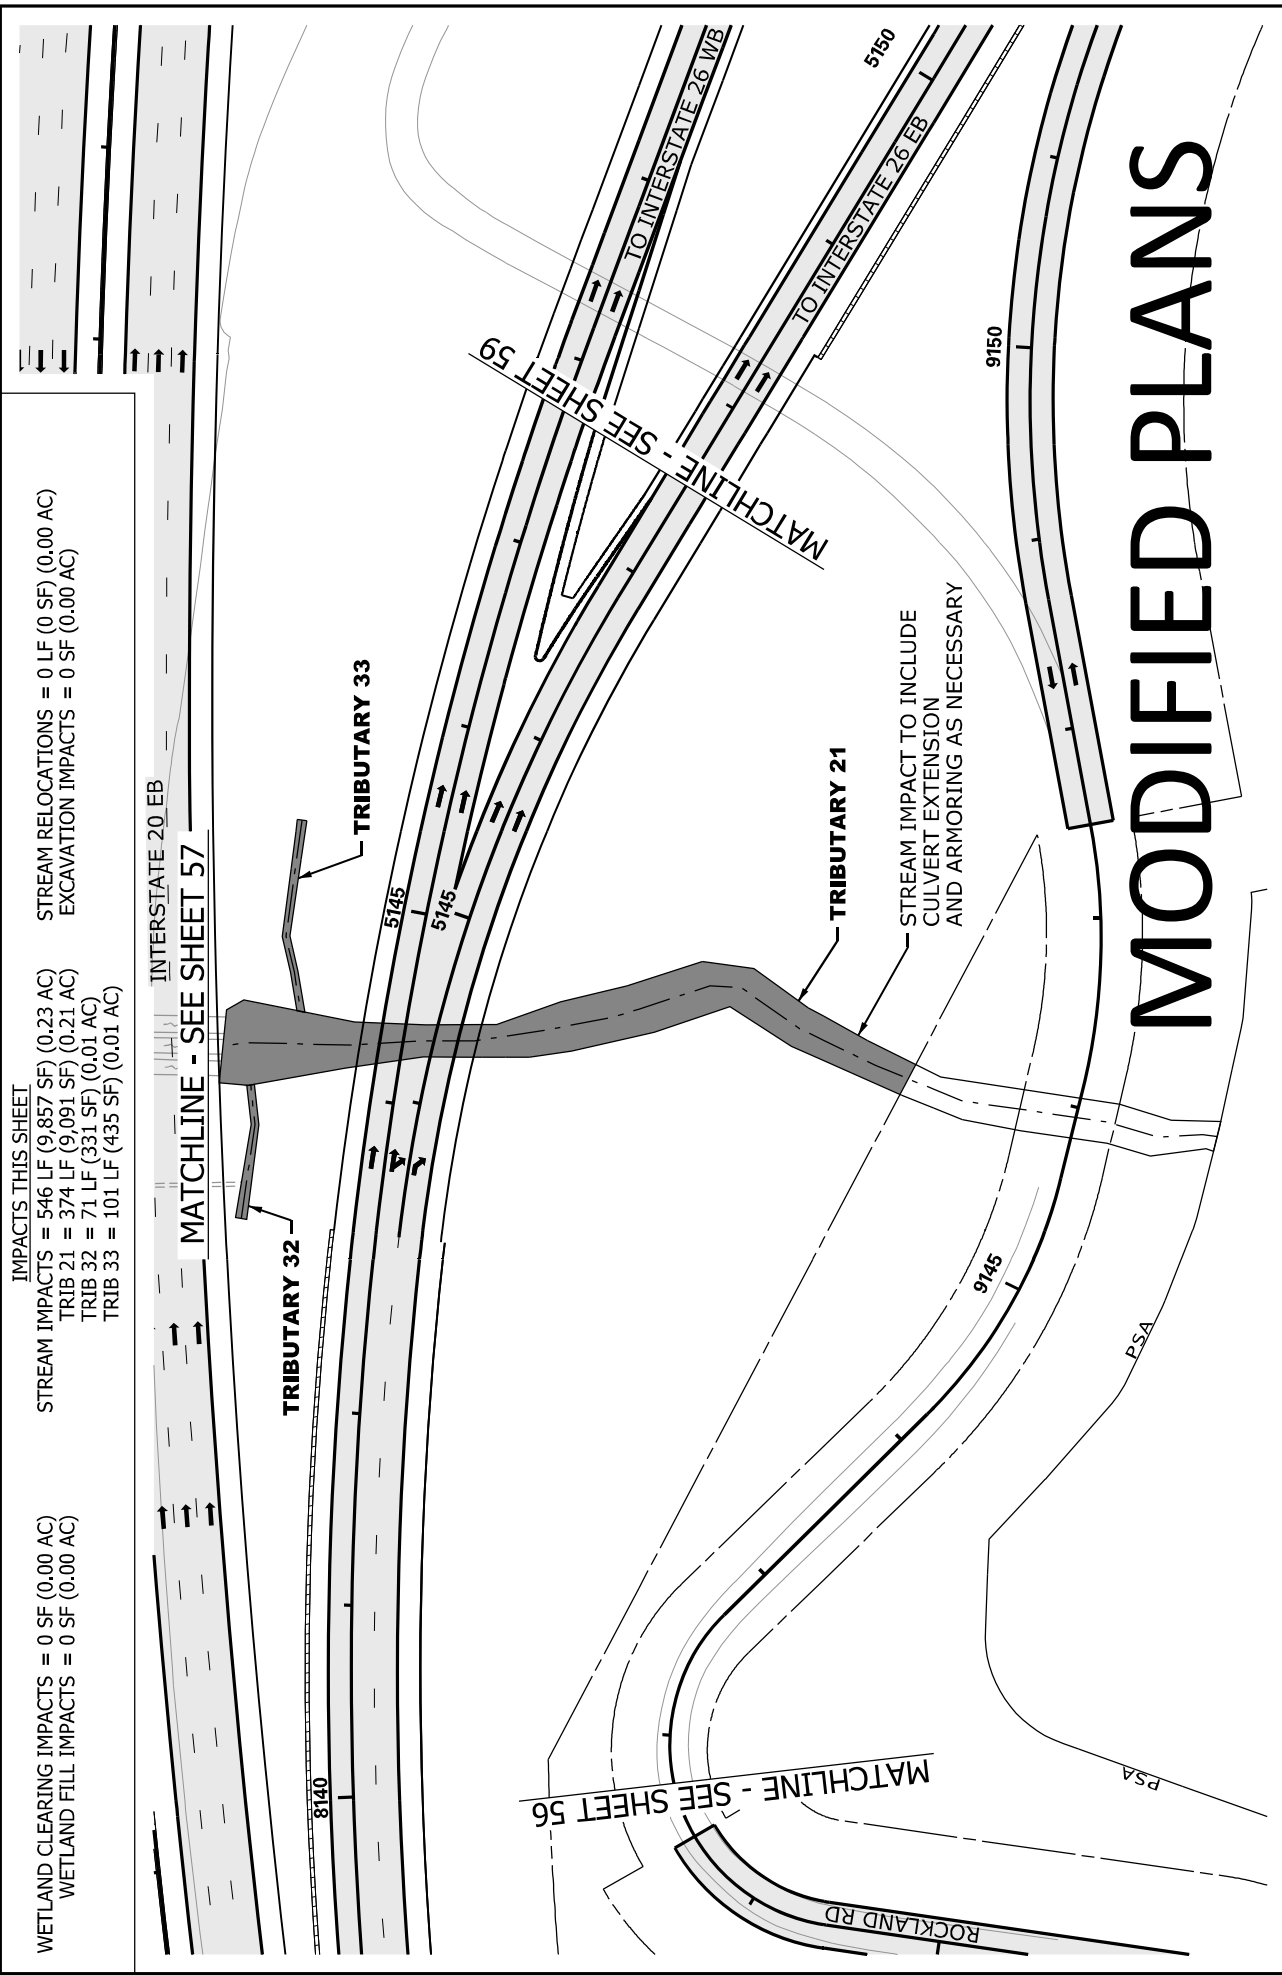 IMPACTS THIS SHEET
WETLAND CLEARING IMPACTS = 0 SF (0.00 AC)
WETLAND FILL IMPACTS = 0 SF (0.00 AC)
STREAM IMPACTS = 546 LF (9,857 SF) (0.23 AC)
TRIB 21 = 374 LF (9,091 SF) (0.21 AC)
TRIB 32 = 71 LF (331 SF) (0.01 AC)
TRIB 33 = 101 LF (435 SF) (0.01 AC)
STREAM RELOCATIONS = 0 LF (0 SF) (0.00 AC)
EXCAVATION IMPACTS = 0 SF (0.00 AC)
INTERSTATE 20 EB
MATCHLINE - SEE SHEET 57
TRIBUTARY 32
TRIBUTARY 33
8140
5145
5145
TO INTERSTATE 26 WB
5150
TO INTERSTATE 26 EB
MATCHLINE - SEE SHEET 59
TRIBUTARY 21
STREAM IMPACT TO INCLUDE
CULVERT EXTENSION
AND ARMORING AS NECESSARY
9150
9145
MATCHLINE - SEE SHEET 56
ROCKLAND RD
PSA
PSA
MODIFIED PLANS